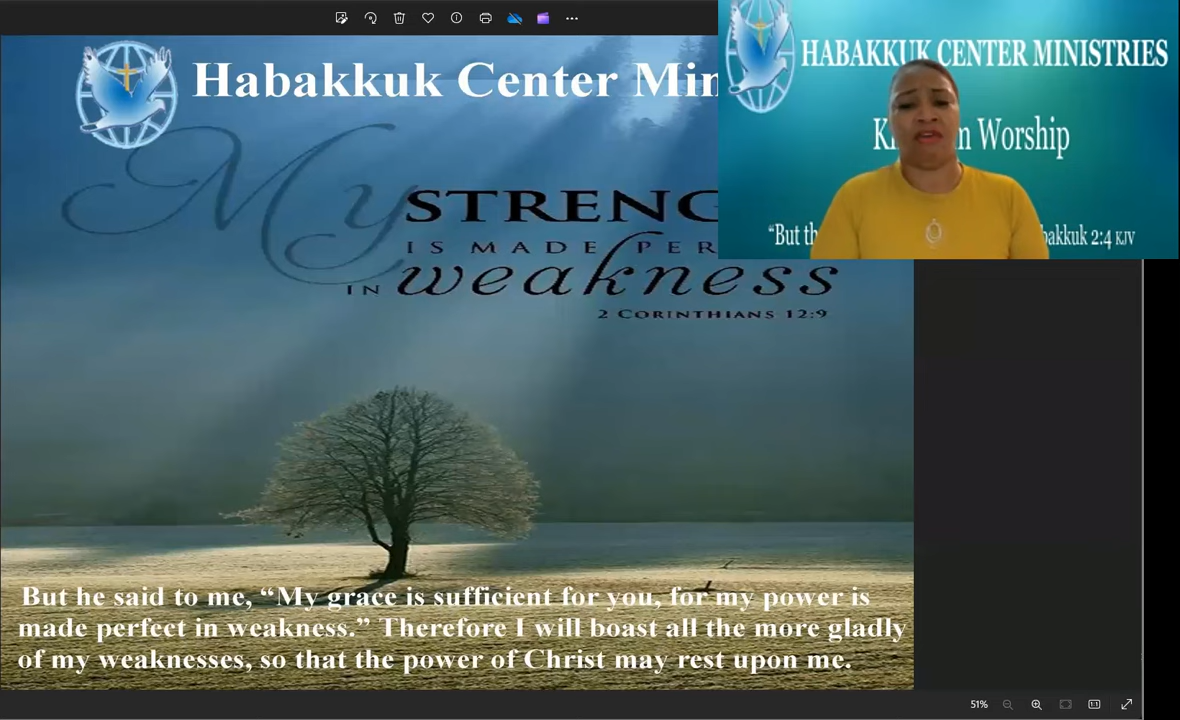 Habakkuk Center Min
My STRENG
IS MADE PER
IN weakness
2 CORINTHIANS 12:9
But he said to me, “My grace is sufficient for you, for my power is
made perfect in weakness.” Therefore I will boast all the more gladly
of my weaknesses, so that the power of Christ may rest upon me.
HABAKKUK CENTER MINISTRIES
K m Worship
“But th bakkuk 2:4 KJV
51%